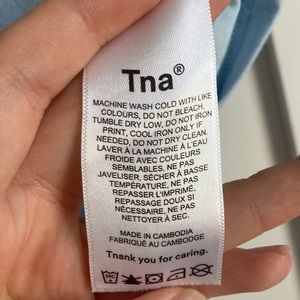 Tna®
MACHINE WASH COLD WITH LIKE
COLOURS, DO NOT BLEACH,
TUMBLE DRY LOW, DO NOT IRON
PRINT, COOL IRON ONLY IF
NEEDED, DO NOT DRY CLEAN.
LAVER À LA MACHINE À L'EAU
FROIDE AVEC COULEURS
SEMBLABLES, NE PAS
JAVELISER, SÉCHER À BASSE
TEMPÉRATURE, NE PAS
REPASSER L'IMPRIMÉ,
REPASSAGE DOUX SI
NÉCESSAIRE, NE PAS
NETTOYER À SEC.
MADE IN CAMBODIA
FABRIQUÉ AU CAMBODGE
Thank you for caring.